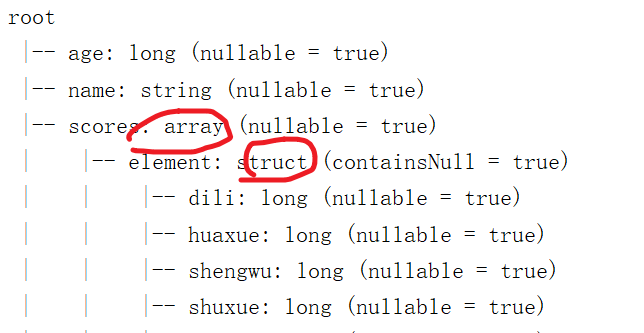 root
|-- age: long (nullable = true)
|-- name: string (nullable = true)
|-- scores: array (nullable = true)
| |-- element: struct (containsNull = true)
| | |-- dili: long (nullable = true)
| | |-- huaxue: long (nullable = true)
| | |-- shengwu: long (nullable = true)
| | |-- shuxue: long (nullable = true)